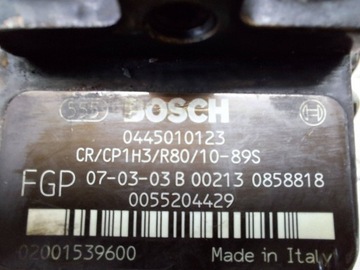 BOSCH
0445010123
CR/CP1H3/R80/10-89S
FGP 07-03-03 B 00213 0858818
0055204429
02001539600 Made in Italy